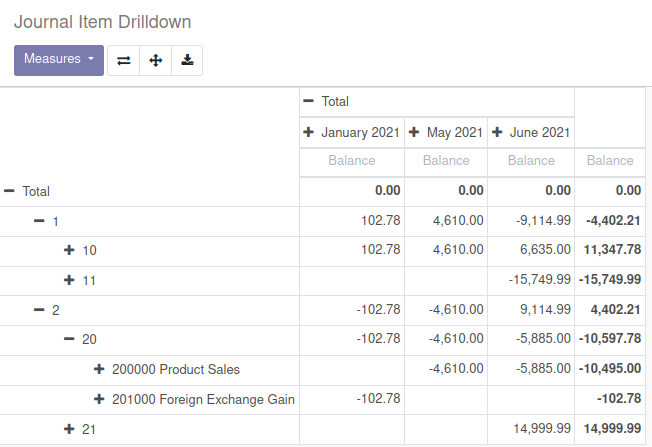 Journal Item Drilldown
Measures
Total
January 2021 May 2021 June 2021
Balance Balance Balance Balance
Total 0.00 0.00 0.00 0.00
1 102.78 4,610.00 -9,114.99 -4,402.21
10 102.78 4,610.00 6,635.00 11,347.78
11 -15,749.99 -15,749.99
2 -102.78 -4,610.00 9,114.99 4,402.21
20 -102.78 -4,610.00 -5,885.00 -10,597.78
200000 Product Sales -4,610.00 -5,885.00 -10,495.00
201000 Foreign Exchange Gain -102.78 -102.78
21 14,999.99 14,999.99